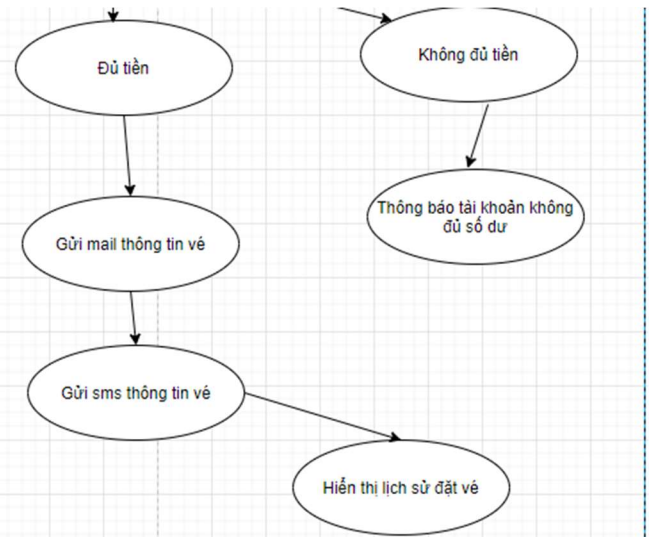 Đủ tiền
Không đủ tiền
Thông báo tài khoản không
đủ số dư
Gửi mail thông tin vé
Gửi sms thông tin vé
Hiển thị lịch sử đặt vé